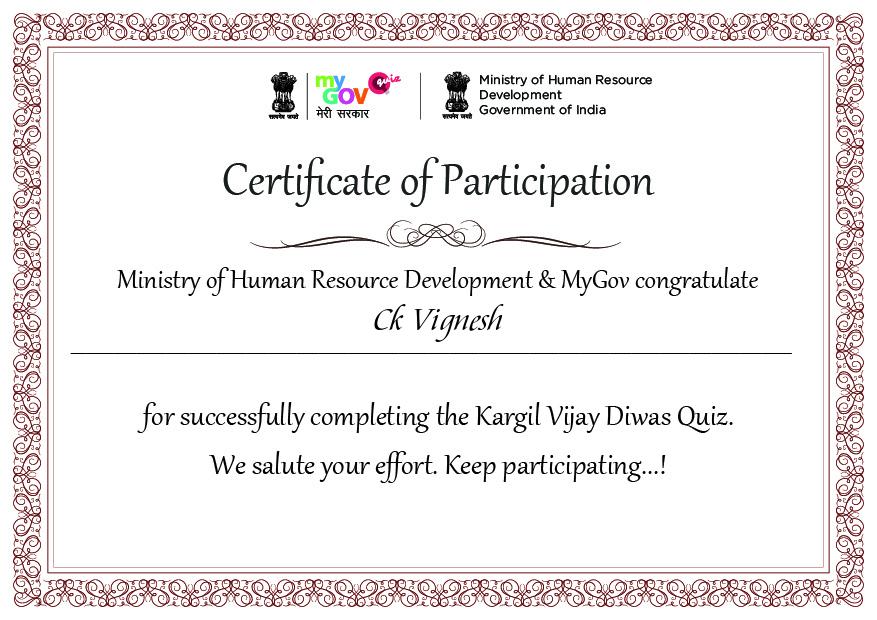 my
GOV quiz
मेरी सरकार
सत्यमेव जयते
सत्यमेव जयते
Ministry of Human Resource
Development
Government of India
Certificate of Participation
Ministry of Human Resource Development & MyGov congratulate
Ck Vignesh
for successfully completing the Kargil Vijay Diwas Quiz.
We salute your effort. Keep participating...!